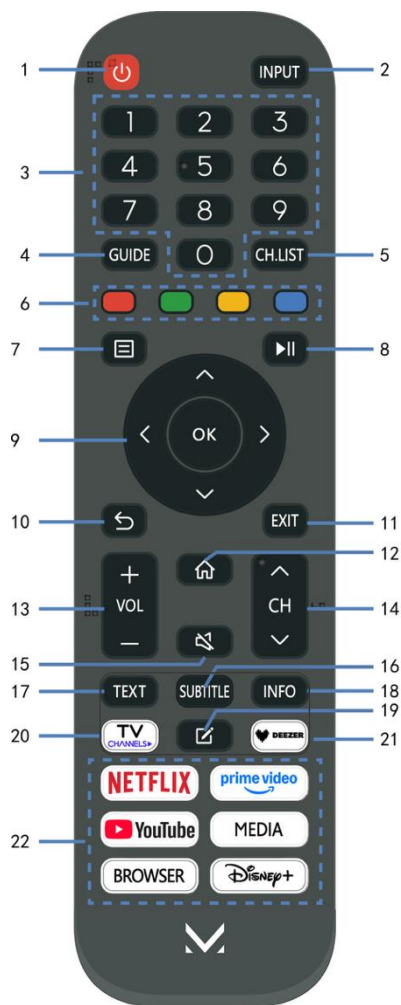 1
INPUT 2
1 2 3
3 4 5 6
7 8 9
4 GUIDE 0 CH.LIST 5
6
7 8
9 OK
10 EXIT 11
12
+
13 VOL CH 14
—
15
16
17 TEXT SUBTITLE INFO 18
19
20 TV CHANNELS DEEZER 21
NETFLIX prime video
22 YouTube MEDIA
BROWSER Disney+